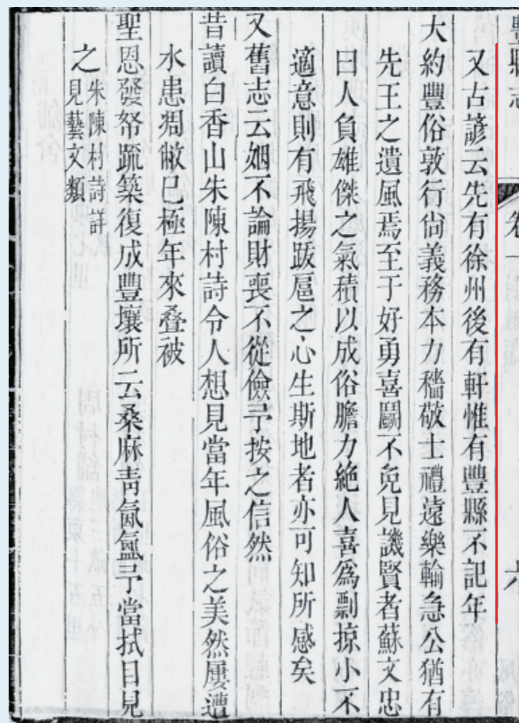 又古諺云先有徐州後有軒惟有豐縣不記年
大約豐俗敦行尚義務本力穡敬士禮遠樂輸急公猶有
先王之遺風焉至于好勇喜鬭不免見譏賢者蘇文忠
曰人負雄傑之氣積以成俗膽力絶人喜爲剽掠小不
適意則有飛揚跋扈之心生斯地者亦可知所感矣
又舊志云姻不論財喪不從儉予按之信然
昔讀白香山朱陳村詩令人想見當年風俗之美然屢遭
水患凋敝已極年來叠被
聖恩發帑䟽築復成豐壤所云桑麻靑氤氳予當拭目見
之朱陳村詩詳
見藝文類